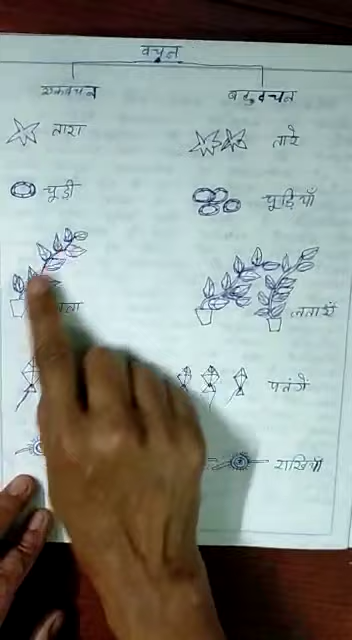 वचन
एकवचन बहुवचन
तारा तारे
चूड़ी चूड़ियाँ
लताएँ
पतंगे
राखियाँ